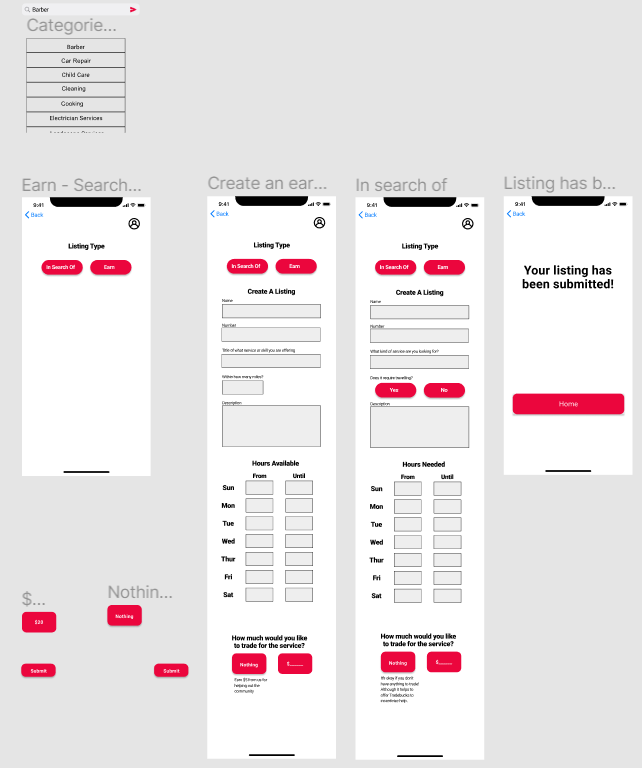 Barber
Categorie...
Barber
Car Repair
Child Care
Cleaning
Cooking
Electrician Services
Landscape Services
Earn - Search...
9:41
Back
Listing Type
In Search Of
Earn
Create an ear...
9:41
Back
Listing Type
In Search Of
Earn
Create A Listing
Name
Number
Title of what service or skill you are offering
Within how many miles?
Description
Hours Available
From
Until
Sun
Mon
Tue
Wed
Thur
Fri
Sat
How much would you like
to trade for the service?
Nothing
$_____
Earn $5 from us for
helping out the
community
In search of
9:41
Back
Listing Type
In Search Of
Earn
Create A Listing
Name
Number
What kind of service are you looking for?
Does it require travelling?
Yes
No
Description
Hours Needed
From
Until
Sun
Mon
Tue
Wed
Thur
Fri
Sat
How much would you like
to trade for the service?
Nothing
$_____
It's okay if you don't
have anything to trade!
Although it helps to
offer Tradebucks to
incentivise help.
Listing has b...
9:41
Back
Your listing has
been submitted!
Home
$...
$20
Submit
Nothin...
Nothing
Submit